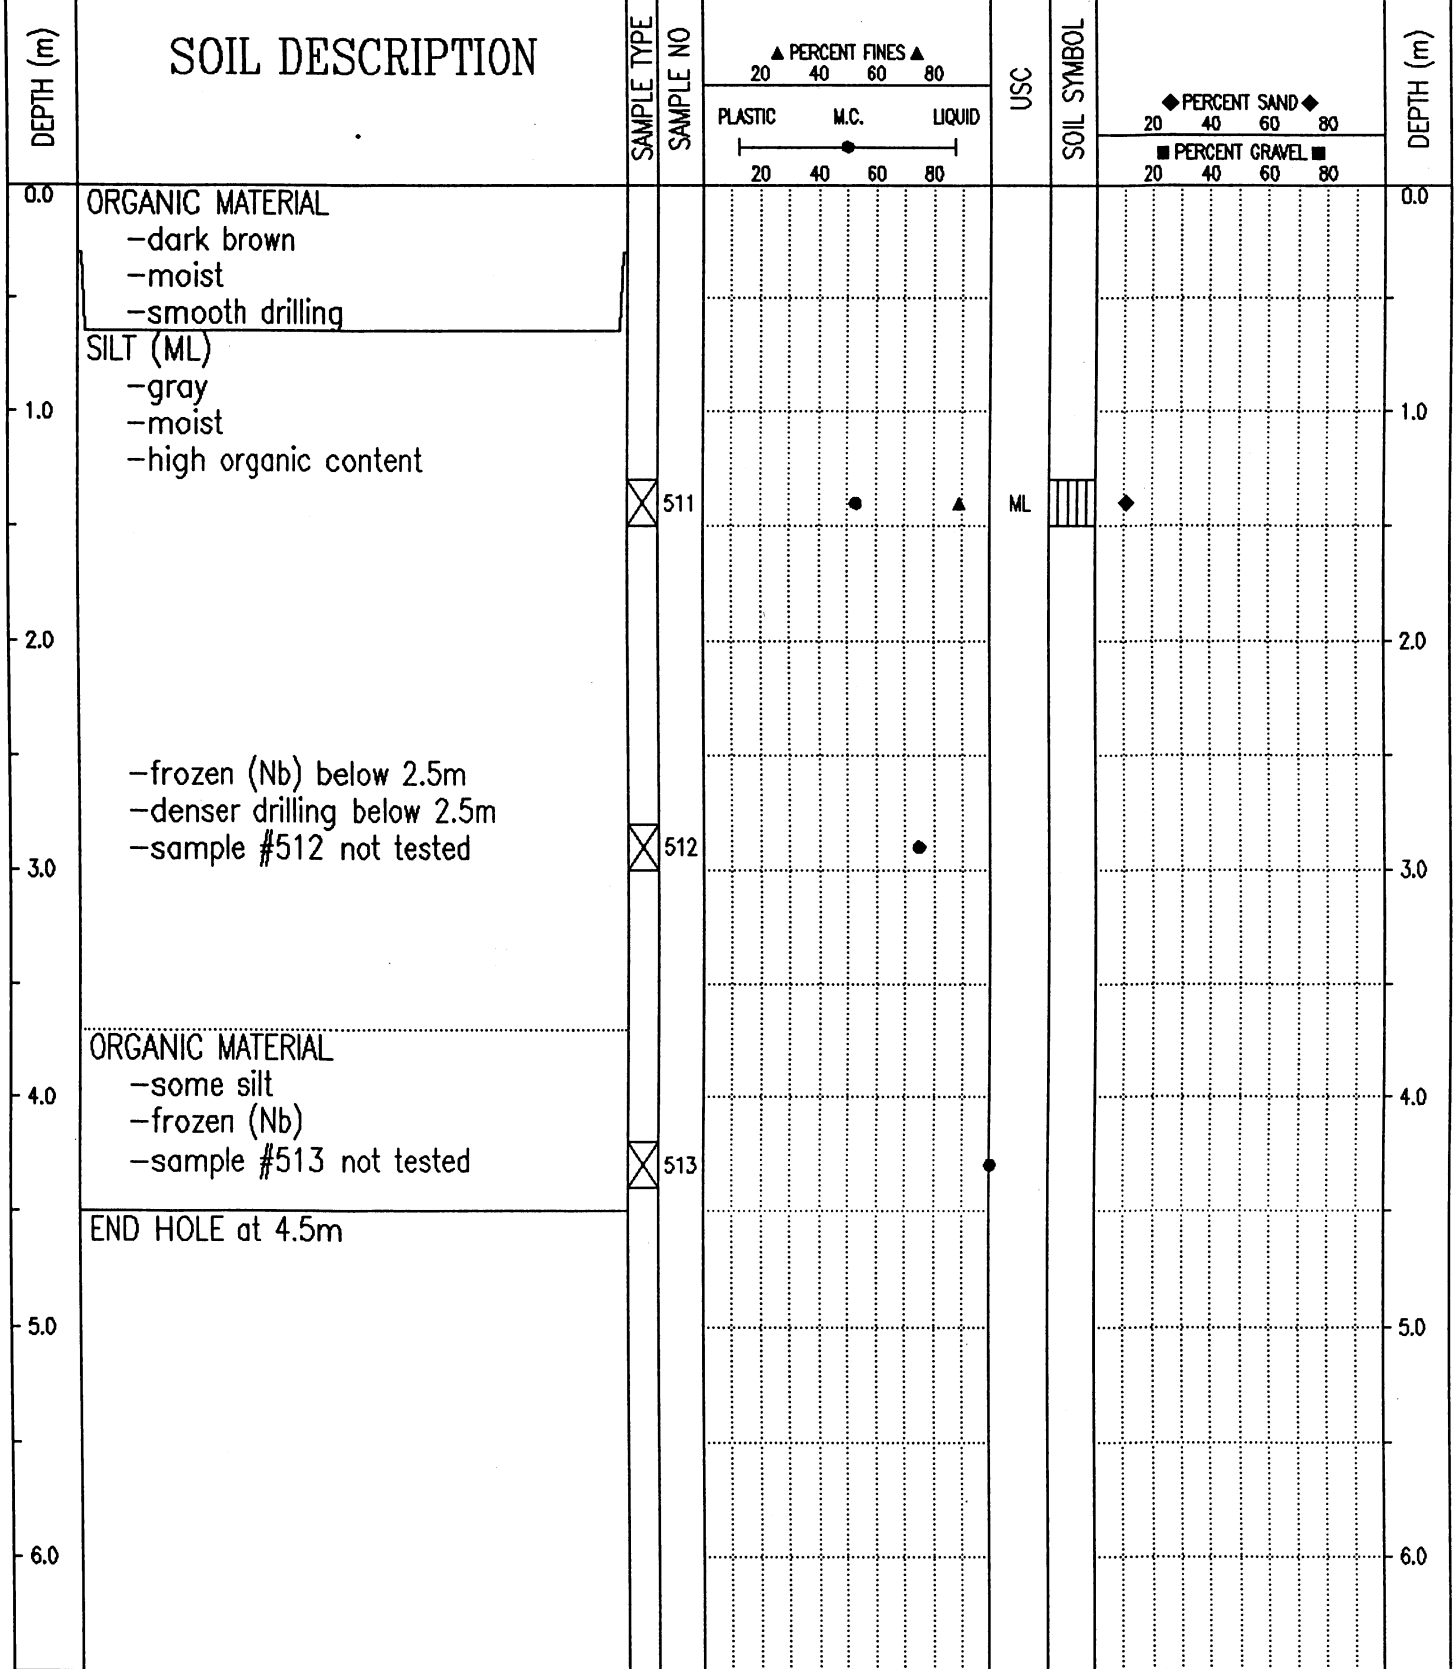 DEPTH (m)
SOIL DESCRIPTION
SAMPLE TYPE
SAMPLE NO
▲ PERCENT FINES ▲
20 40 60 80
PLASTIC M.C. LIQUID
20 40 60 80
USC
SOIL SYMBOL
◆ PERCENT SAND ◆
20 40 60 80
■ PERCENT GRAVEL ■
20 40 60 80
DEPTH (m)
0.0 ORGANIC MATERIAL 0.0
-dark brown
-moist
-smooth drilling
SILT (ML)
-gray
1.0 -moist 1.0
-high organic content
511 ML
2.0 2.0
-frozen (Nb) below 2.5m
-denser drilling below 2.5m
-sample #512 not tested 512
3.0 3.0
ORGANIC MATERIAL
-some silt
4.0 4.0
-frozen (Nb)
-sample #513 not tested 513
END HOLE at 4.5m
5.0 5.0
6.0 6.0